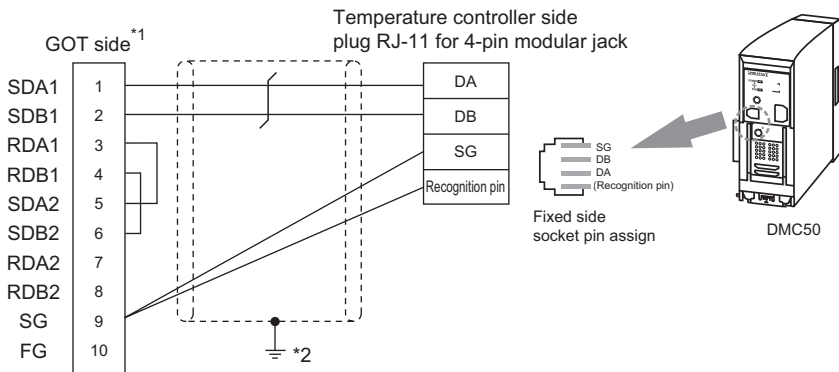 Temperature controller side
plug RJ-11 for 4-pin modular jack
GOT side*1
SDA1 1 DA
SDB1 2 DB
RDA1 3 SG
RDB1 4 Recognition pin
SDA2 5
SDB2 6
RDA2 7
RDB2 8
SG 9
FG 10
*2
SG
DB
DA
(Recognition pin)
Fixed side
socket pin assign
DMC50